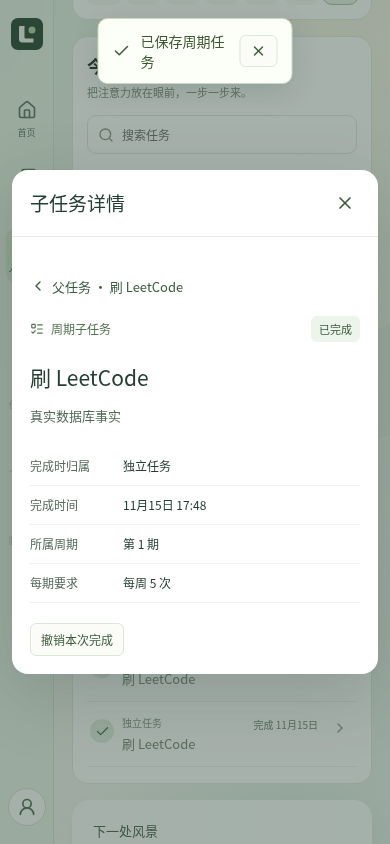 已保存周期任
务
首页
把注意力放在眼前，一步一步来。
搜索任务
子任务详情
父任务 • 刷 LeetCode
周期子任务
已完成
刷 LeetCode
真实数据库事实
完成时归属 独立任务
完成时间 11月15日 17:48
所属周期 第 1 期
每期要求 每周 5 次
撤销本次完成
刷 LeetCode
独立任务
完成 11月15日
刷 LeetCode
下一处风景